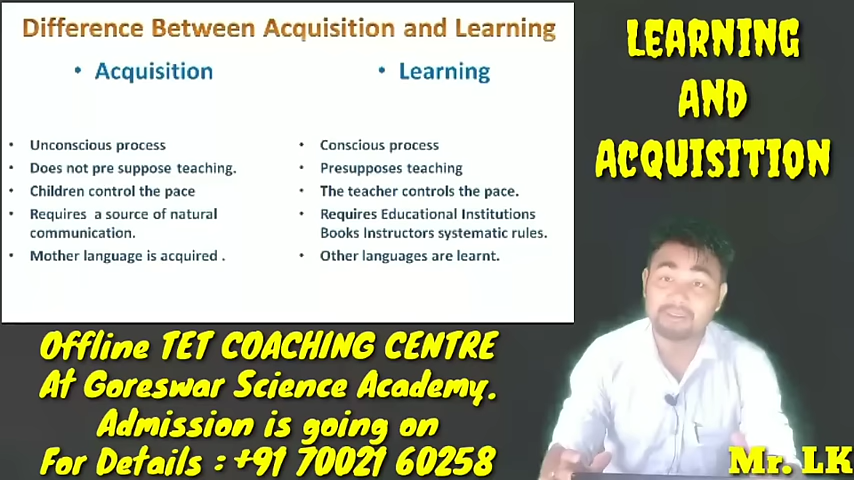 Difference Between Acquisition and Learning
• Acquisition
• Unconscious process
• Does not pre suppose teaching.
• Children control the pace
• Requires a source of natural
communication.
• Mother language is acquired .
• Learning
• Conscious process
• Presupposes teaching
• The teacher controls the pace.
• Requires Educational Institutions
Books Instructors systematic rules.
• Other languages are learnt.
LEARNING
AND
ACQUISITION
Offline TET COACHING CENTRE
At Goreswar Science Academy.
Admission is going on
For Details : +91 70021 60258
Mr. LK